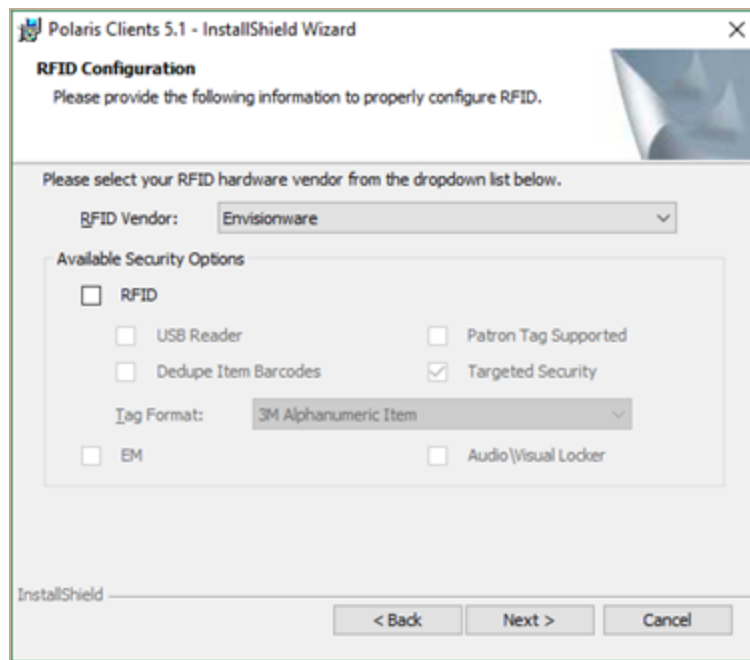 Polaris Clients 5.1 - InstallShield Wizard
RFID Configuration
Please provide the following information to properly configure RFID.
Please select your RFID hardware vendor from the dropdown list below.
RFID Vendor: Envisionware
Available Security Options
RFID
USB Reader Patron Tag Supported
Dedupe Item Barcodes Targeted Security
Tag Format: 3M Alphanumeric Item
EM Audio\Visual Locker
InstallShield
< Back Next > Cancel